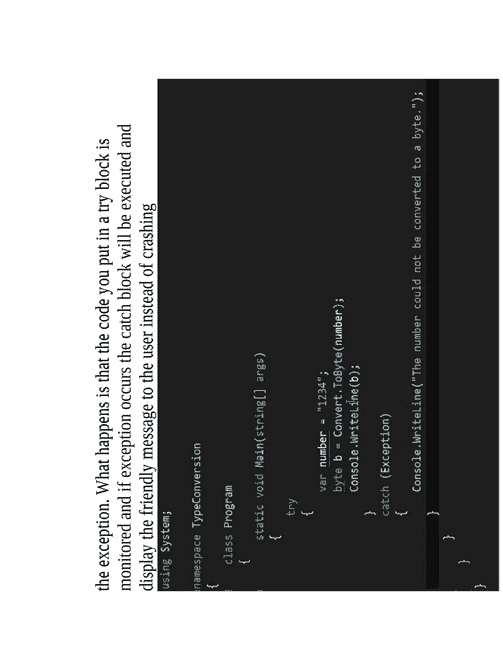 the exception. What happens is that the code you put in a try block is
monitored and if exception occurs the catch block will be executed and
display the friendly message to the user instead of crashing
using System;
namespace TypeConversion
{
class Program
{
static void Main(string[] args)
{
try
{
var number = "1234";
byte b = Convert.ToByte(number);
Console.WriteLine(b);
}
catch (Exception)
{
Console.WriteLine("The number could not be converted to a byte.");
}
}
}
}